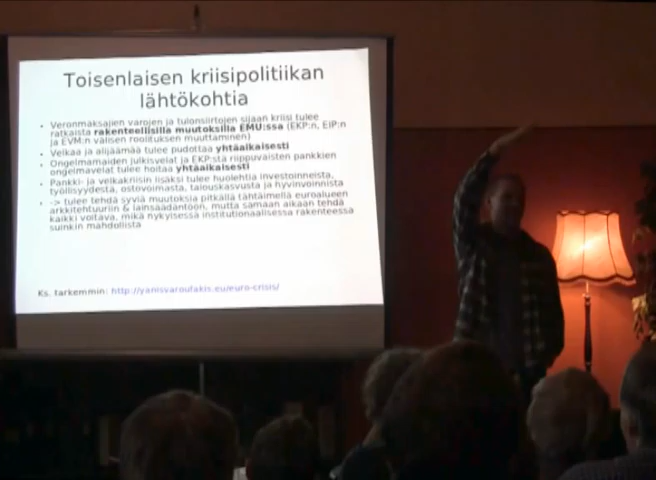 Toisenlaisen kriisipolitiikan
lähtökohtia
• Veronmaksajien varojen ja tulonsiirtojen sijaan kriisi tulee
ratkaista rakenteellisilla muutoksilla EMU:ssa (EKP:n, EIP:n
ja EVM:n välisen roolituksen muuttaminen)
• Velkaa ja alijäämää tulee pudottaa yhtäaikaisesti
• Ongelmamaiden julkisvelat ja EKP:stä riippuvaisten pankkien
ongelmavelat tulee hoitaa yhtäaikaisesti
• Pankki- ja velkakriisin lisäksi tulee huolehtia investoinneista,
työllisyydestä, ostovoimasta, talouskasvusta ja hyvinvoinnista
• -> tulee tehdä syviä muutoksia pitkällä tähtäimellä euroalueen
arkkitehtuuriin & lainsäädäntöön, mutta samaan aikaan tehdä
kaikki voitava, mikä nykyisessä institutionaalisessa rakenteessa
suinkin mahdollista
Ks. tarkemmin: http://yanisvaroufakis.eu/euro-crisis/